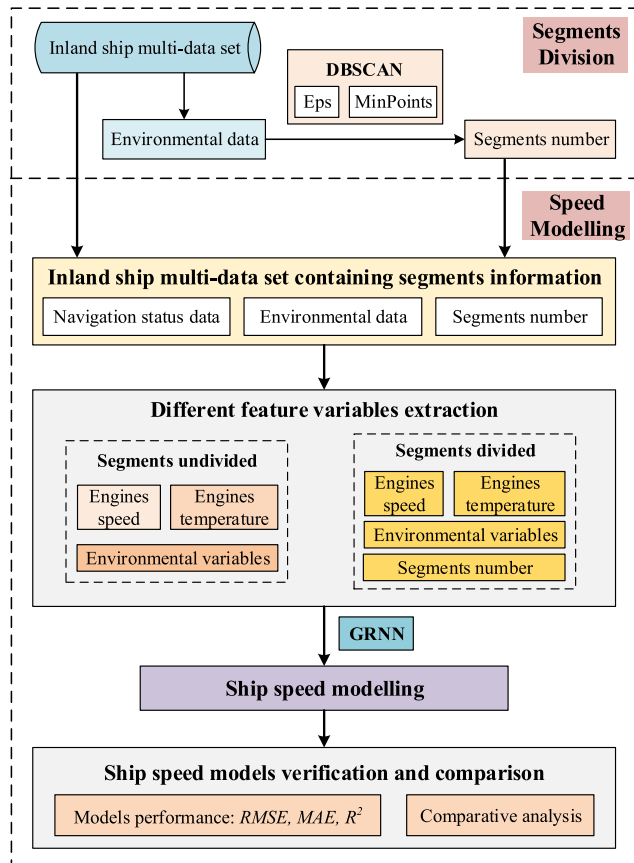 Inland ship multi-data set
Segments
Division
DBSCAN
Eps
MinPoints
Environmental data
Segments number
Speed
Modelling
Inland ship multi-data set containing segments information
Navigation status data
Environmental data
Segments number
Different feature variables extraction
Segments undivided
Engines
speed
Engines
temperature
Environmental variables
Segments divided
Engines
speed
Engines
temperature
Environmental variables
Segments number
GRNN
Ship speed modelling
Ship speed models verification and comparison
Models performance: RMSE, MAE, R²
Comparative analysis